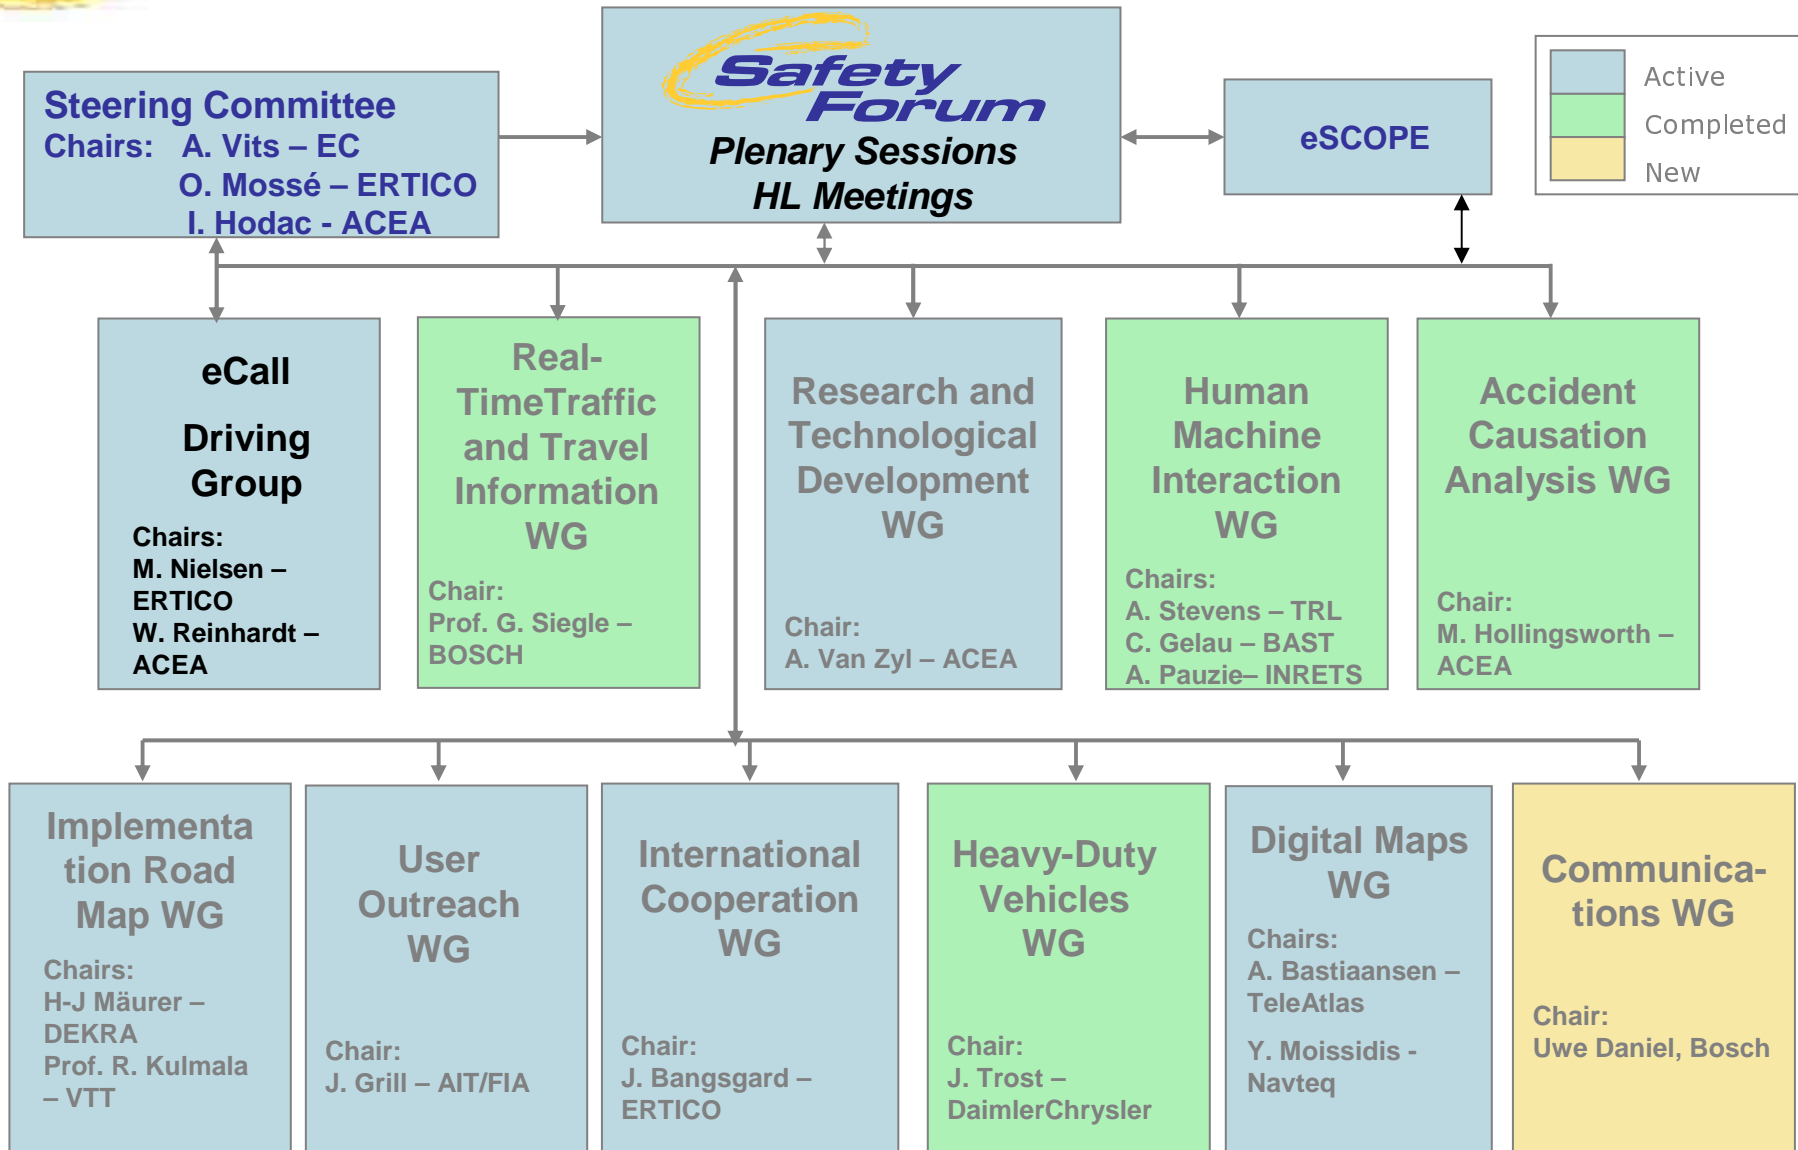 Safety
Forum
Plenary Sessions
HL Meetings
Steering Committee
Chairs: A. Vits – EC
O. Mossé – ERTICO
I. Hodac - ACEA
eSCOPE
Active
Completed
New
eCall
Driving
Group
Chairs:
M. Nielsen –
ERTICO
W. Reinhardt –
ACEA
Real-
TimeTraffic
and Travel
Information
WG
Chair:
Prof. G. Siegle –
BOSCH
Research and
Technological
Development
WG
Chair:
A. Van Zyl – ACEA
Human
Machine
Interaction
WG
Chairs:
A. Stevens – TRL
C. Gelau – BAST
A. Pauzie– INRETS
Accident
Causation
Analysis WG
Chair:
M. Hollingsworth –
ACEA
Implementa
tion Road
Map WG
Chairs:
H-J Mäurer –
DEKRA
Prof. R. Kulmala
– VTT
User
Outreach
WG
Chair:
J. Grill – AIT/FIA
International
Cooperation
WG
Chair:
J. Bangsgard –
ERTICO
Heavy-Duty
Vehicles
WG
Chair:
J. Trost –
DaimlerChrysler
Digital Maps
WG
Chairs:
A. Bastiaansen –
TeleAtlas
Y. Moissidis -
Navteq
Communica-
tions WG
Chair:
Uwe Daniel, Bosch